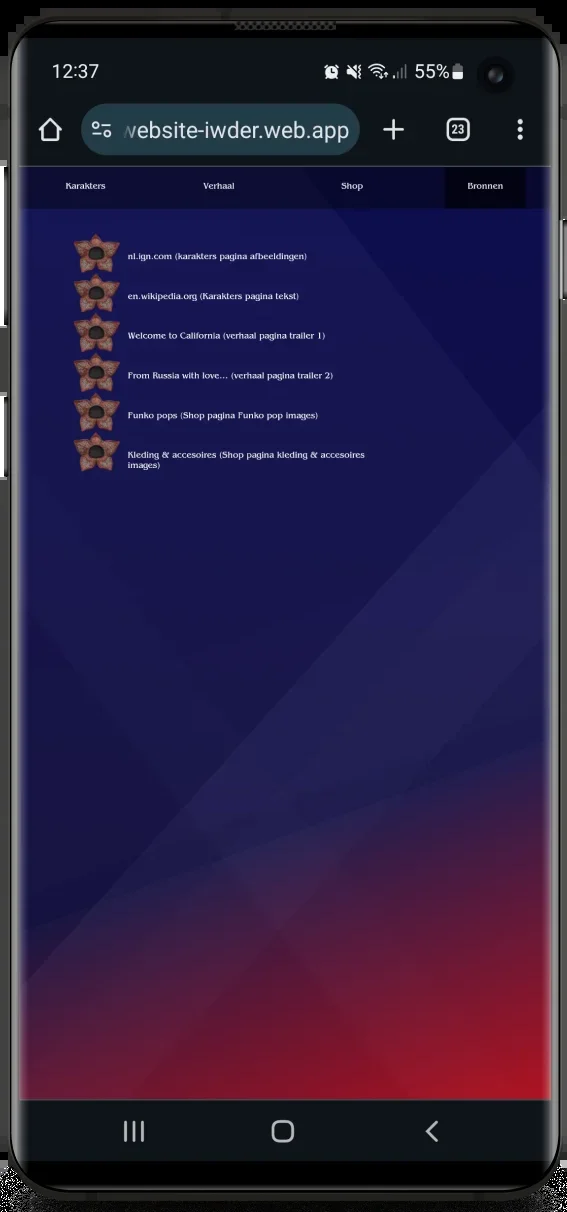 12:37
55%
website-iwder.web.app
23
Karakters
Verhaal
Shop
Bronnen
nl.ign.com (karakters pagina afbeeldingen)
en.wikipedia.org (Karakters pagina tekst)
Welcome to California (verhaal pagina trailer 1)
From Russia with love... (verhaal pagina trailer 2)
Funko pops (Shop pagina Funko pop images)
Kleding & accesoires (Shop pagina kleding & accesoires
images)